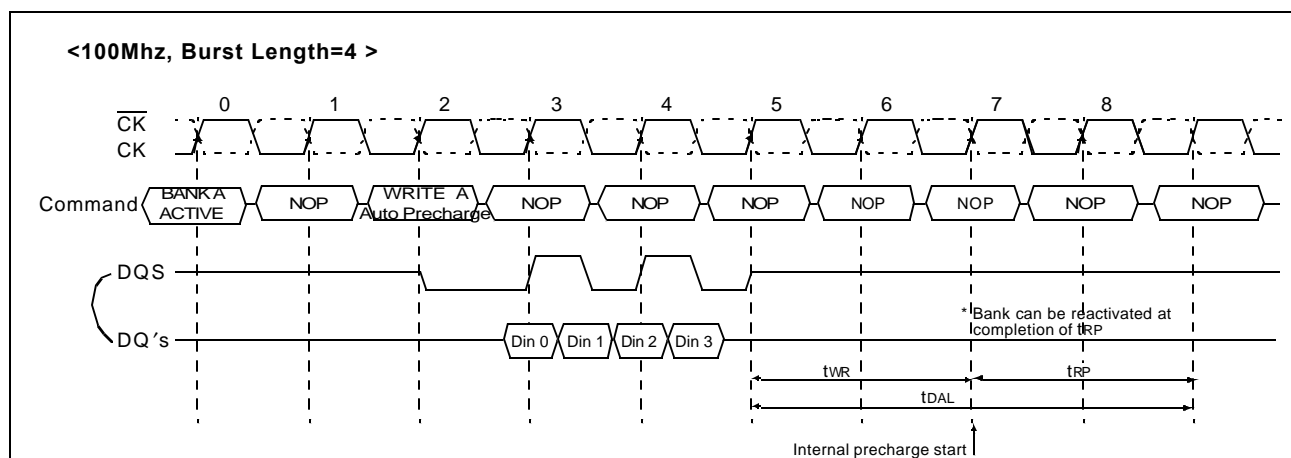 <100Mhz, Burst Length=4 >
0 1 2 3 4 5 6 7 8
CK
CK
Command
BANK A
ACTIVE
NOP
WRITE A
Auto Precharge
NOP
NOP
NOP
NOP
NOP
NOP
NOP
DQS
DQ's
Din 0
Din 1
Din 2
Din 3
* Bank can be reactivated at
completion of tRP
tWR
tRP
tDAL
Internal precharge start